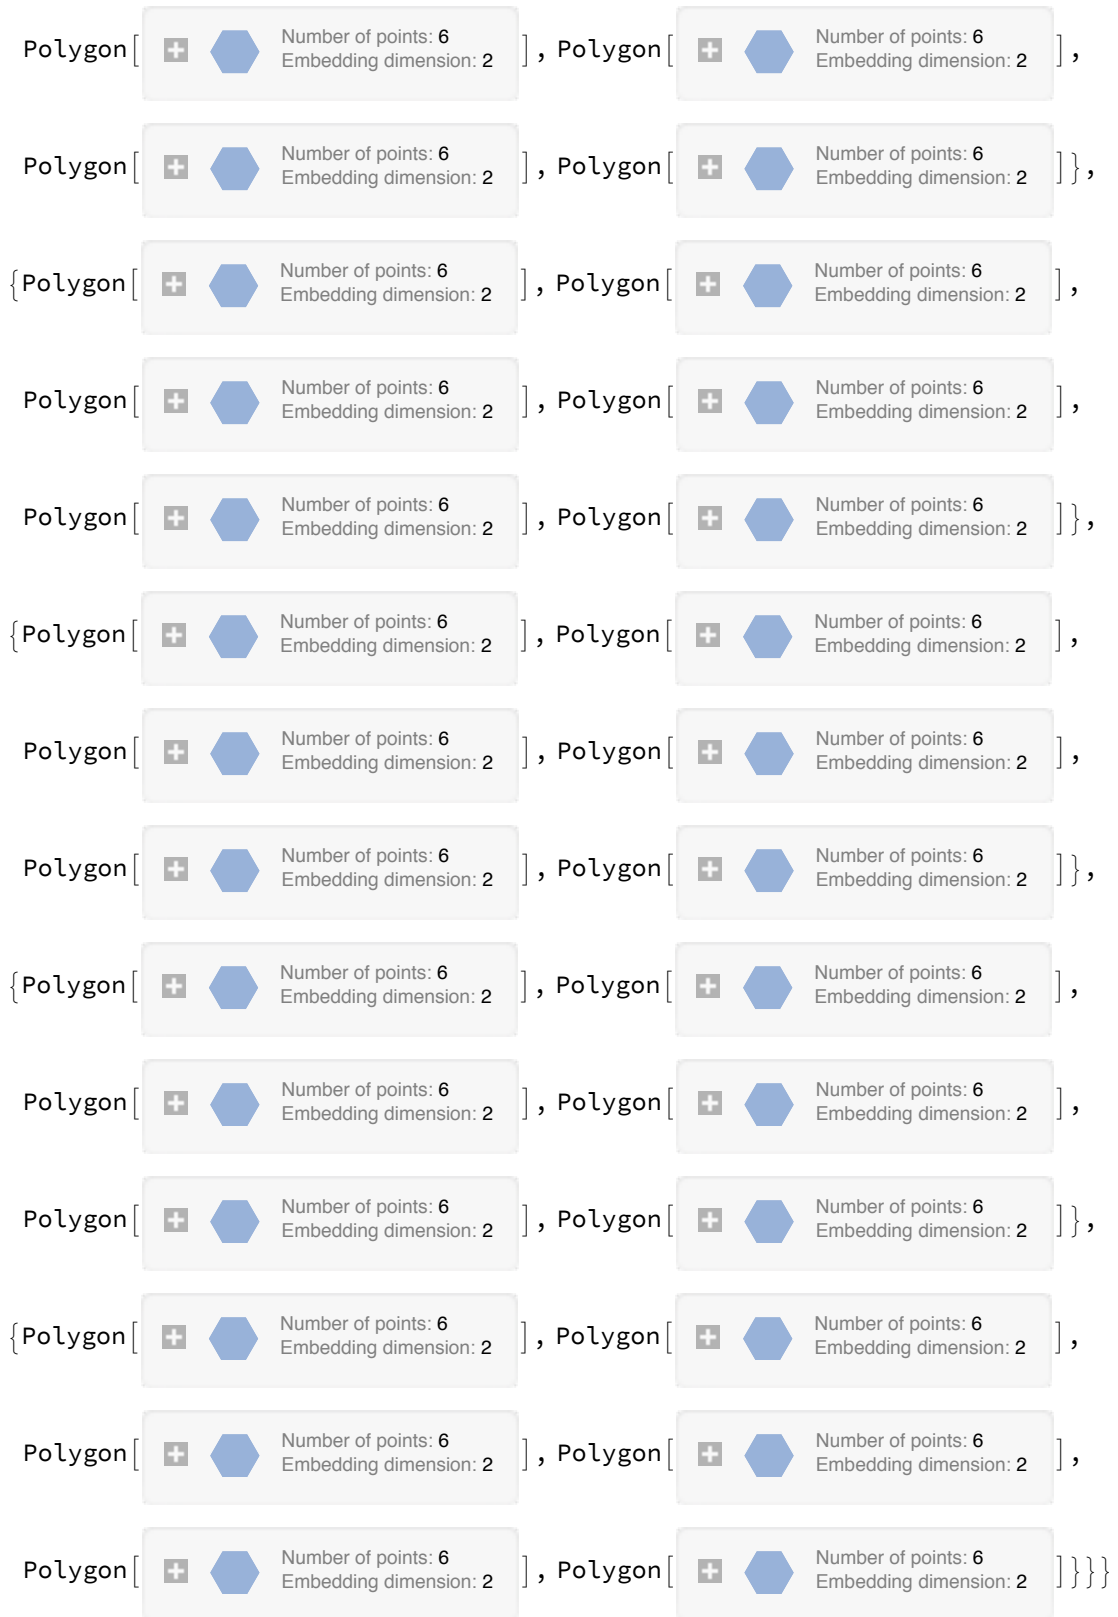 Polygon[ Number of points: 6 Embedding dimension: 2 ], Polygon[ Number of points: 6 Embedding dimension: 2 ],
Polygon[ Number of points: 6 Embedding dimension: 2 ], Polygon[ Number of points: 6 Embedding dimension: 2 ]},
{Polygon[ Number of points: 6 Embedding dimension: 2 ], Polygon[ Number of points: 6 Embedding dimension: 2 ],
Polygon[ Number of points: 6 Embedding dimension: 2 ], Polygon[ Number of points: 6 Embedding dimension: 2 ],
Polygon[ Number of points: 6 Embedding dimension: 2 ], Polygon[ Number of points: 6 Embedding dimension: 2 ]},
{Polygon[ Number of points: 6 Embedding dimension: 2 ], Polygon[ Number of points: 6 Embedding dimension: 2 ],
Polygon[ Number of points: 6 Embedding dimension: 2 ], Polygon[ Number of points: 6 Embedding dimension: 2 ],
Polygon[ Number of points: 6 Embedding dimension: 2 ], Polygon[ Number of points: 6 Embedding dimension: 2 ]},
{Polygon[ Number of points: 6 Embedding dimension: 2 ], Polygon[ Number of points: 6 Embedding dimension: 2 ],
Polygon[ Number of points: 6 Embedding dimension: 2 ], Polygon[ Number of points: 6 Embedding dimension: 2 ],
Polygon[ Number of points: 6 Embedding dimension: 2 ], Polygon[ Number of points: 6 Embedding dimension: 2 ]},
{Polygon[ Number of points: 6 Embedding dimension: 2 ], Polygon[ Number of points: 6 Embedding dimension: 2 ],
Polygon[ Number of points: 6 Embedding dimension: 2 ], Polygon[ Number of points: 6 Embedding dimension: 2 ],
Polygon[ Number of points: 6 Embedding dimension: 2 ], Polygon[ Number of points: 6 Embedding dimension: 2 ]}}}